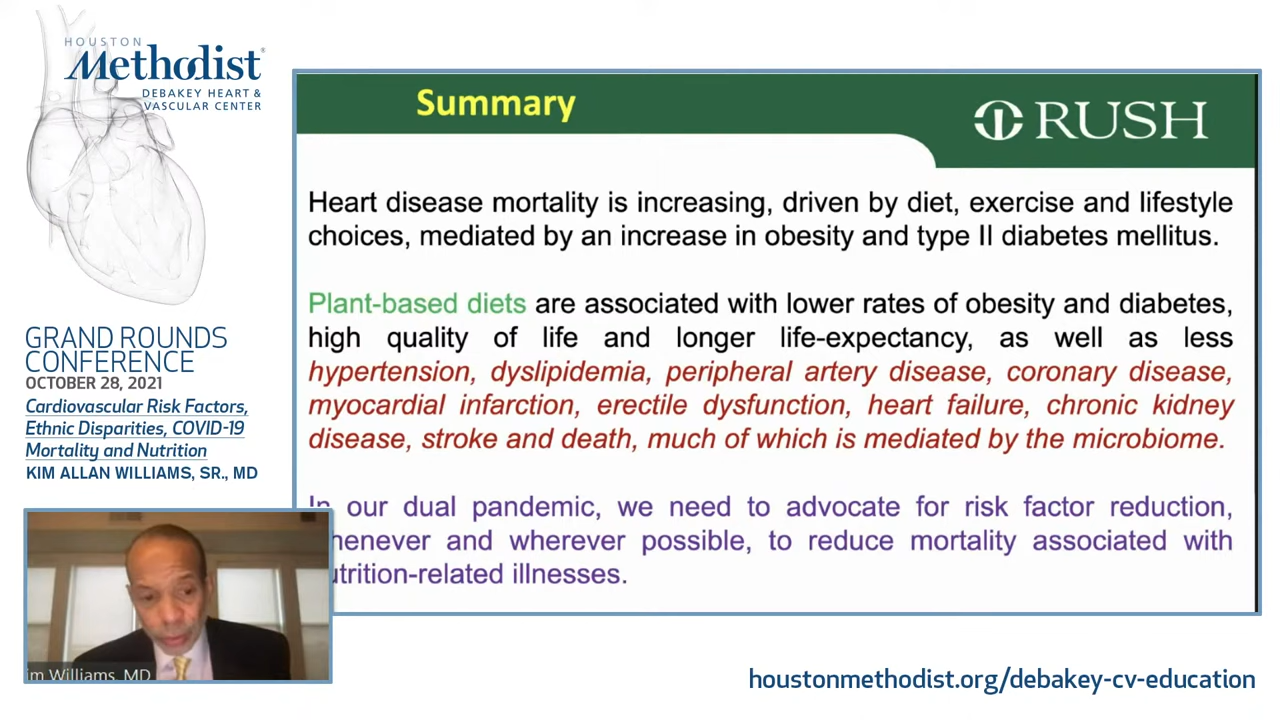 HOUSTON
Methodist®
DEBAKEY HEART &
VASCULAR CENTER
GRAND ROUNDS
CONFERENCE
OCTOBER 28, 2021
Cardiovascular Risk Factors,
Ethnic Disparities, COVID-19
Mortality and Nutrition
KIM ALLAN WILLIAMS, SR., MD
Summary
RUSH
Heart disease mortality is increasing, driven by diet, exercise and lifestyle
choices, mediated by an increase in obesity and type II diabetes mellitus.
Plant-based diets are associated with lower rates of obesity and diabetes,
high quality of life and longer life-expectancy, as well as less
hypertension, dyslipidemia, peripheral artery disease, coronary disease,
myocardial infarction, erectile dysfunction, heart failure, chronic kidney
disease, stroke and death, much of which is mediated by the microbiome.
In our dual pandemic, we need to advocate for risk factor reduction,
henever and wherever possible, to reduce mortality associated with
utrition-related illnesses.
im Williams, MD
houstonmethodist.org/debakey-cv-education